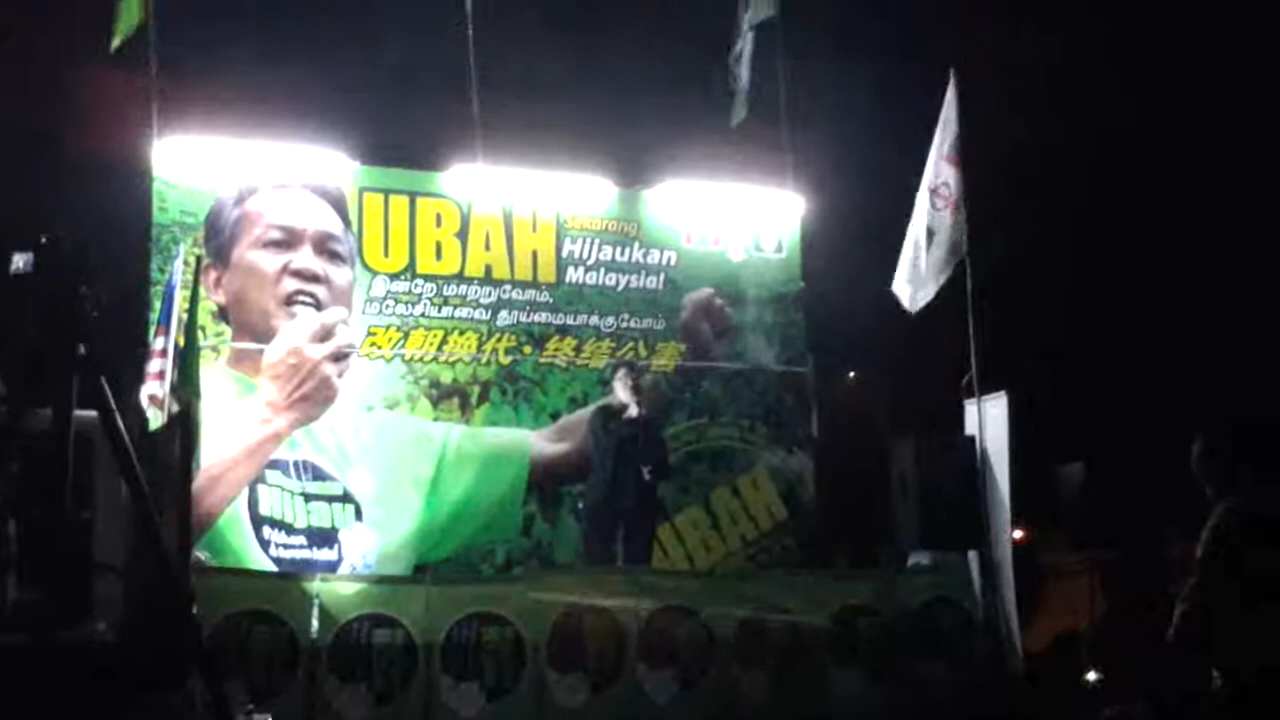 UBAH
Sekarang
Hijaukan
Malaysia!
இன்றே மாற்றுவோம்,
மலேசியாவை தூய்மையாக்குவோம்
改朝换代·终结公害
Hijau
UBAH